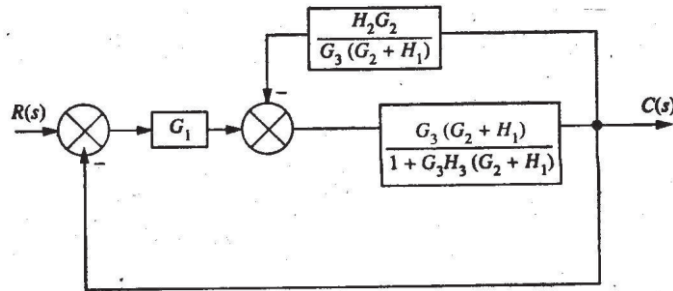 H₂G₂
G₃ (G₂ + H₁)
−
R(s)
G₁
C(s)
G₃ (G₂ + H₁)
1 + G₃H₃ (G₂ + H₁)
−